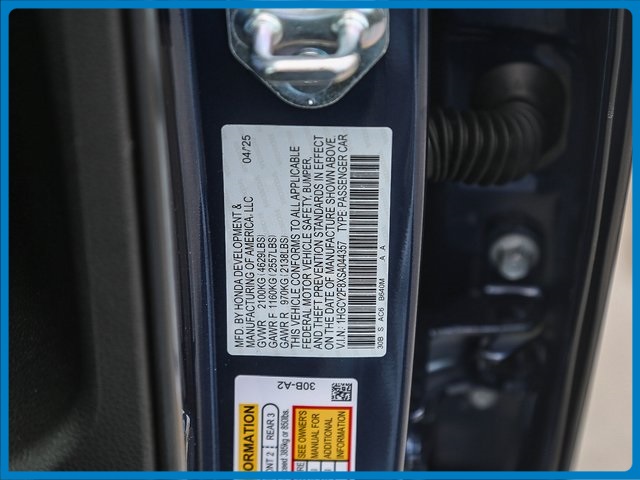 MFD. BY HONDA DEVELOPMENT &
MANUFACTURING OF AMERICA, LLC 04/25
GVWR 2100KG(4629LBS)
GAWR F 1160KG(2557LBS)
GAWR R 970KG(2138LBS)
THIS VEHICLE CONFORMS TO ALL APPLICABLE
FEDERAL MOTOR VEHICLE SAFETY, BUMPER,
AND THEFT PREVENTION STANDARDS IN EFFECT
ON THE DATE OF MANUFACTURE SHOWN ABOVE.
V.I.N: 1HGCY2F8XSA044357 TYPE: PASSENGER CAR
30B S AC6 B640M A A
30B-A2
ORMATION
NT 2 REAR 3
ceed 385kg or 850lbs.
SEE OWNER'S
MANUAL FOR
ADDITIONAL
INFORMATION